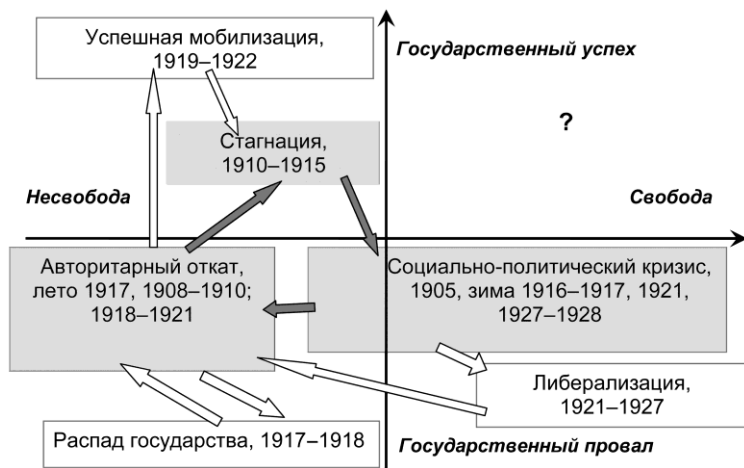 Успешная мобилизация,
1919–1922
Государственный успех
?
Стагнация,
1910–1915
Несвобода
Свобода
Авторитарный откат,
лето 1917, 1908–1910;
1918–1921
Социально-политический кризис,
1905, зима 1916–1917, 1921,
1927–1928
Либерализация,
1921–1927
Распад государства, 1917–1918
Государственный провал